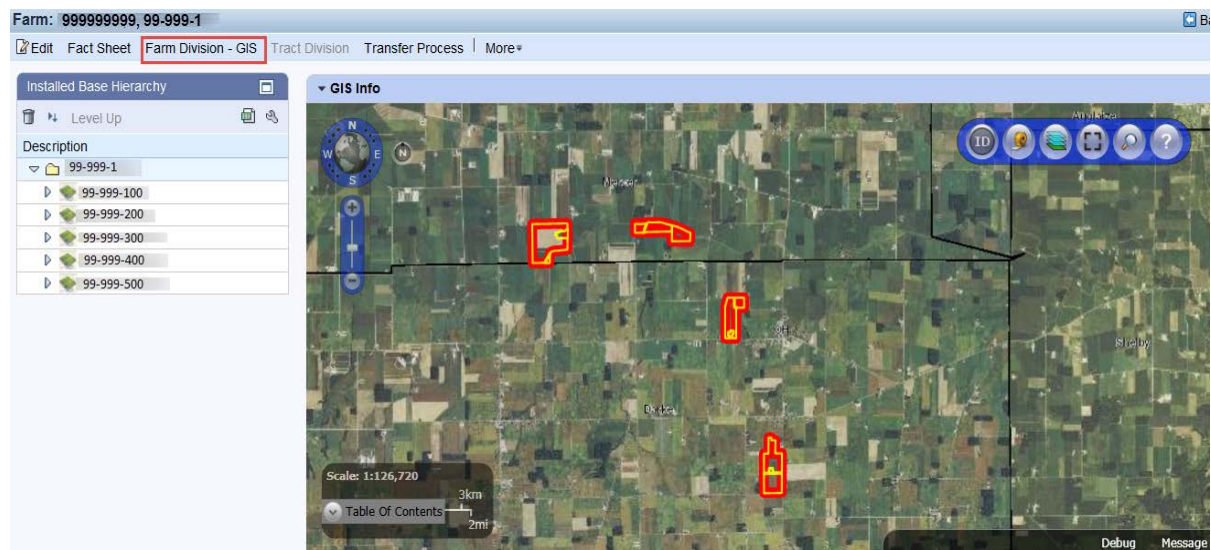 Farm: 999999999, 99-999-1
Edit Fact Sheet Farm Division - GIS Tract Division Transfer Process More
Installed Base Hierarchy
GIS Info
Level Up
Description
99-999-1
99-999-100
99-999-200
99-999-300
99-999-400
99-999-500
N
W E N
S
ID ?
Mercer
Shelby
Darke
Scale: 1:126,720
3km
Table Of Contents
2mi
Debug Message